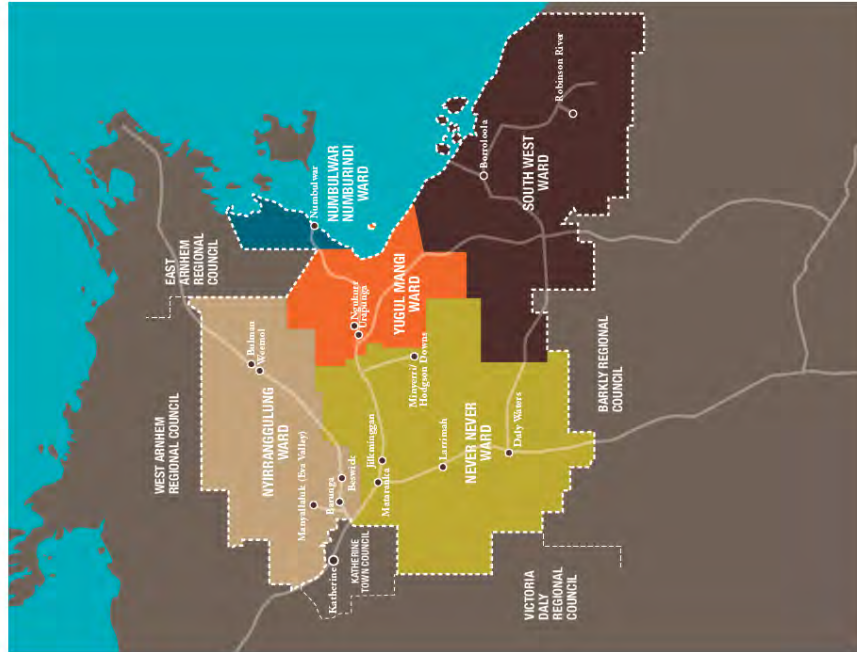 WEST ARNHEM
REGIONAL COUNCIL
EAST
ARNHEM
REGIONAL
COUNCIL
NYIRRANGGULUNG
WARD
Bulman
Weemol
Manyallaluk (Eva Valley)
Barunga
Beswick
Katherine
KATHERINE
TOWN COUNCIL
NUMBULWAR
NUMBURINDI
WARD
Numbulwar
YUGUL MANGI
WARD
Ngukurr
Urapunga
Jilkminggan
Mataranka
Minyerri/
Hodgson Downs
Larrimah
NEVER NEVER
WARD
Daly Waters
SOUTH WEST
WARD
Borroloola
Robinson River
VICTORIA
DALY
REGIONAL
COUNCIL
BARKLY REGIONAL
COUNCIL